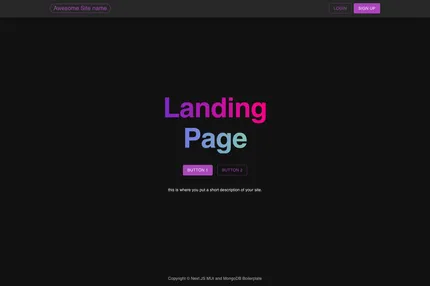 Awesome Site name
LOGIN
SIGN UP
Landing
Page
BUTTON 1
BUTTON 2
this is where you put a short description of your site.
Copyright © Next JS MUI and MongoDB Boilerplate